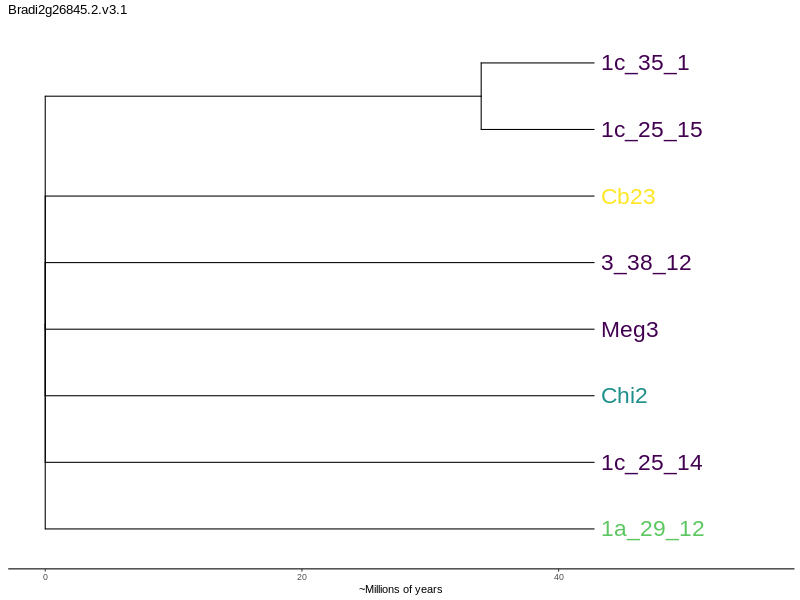 Bradi2g26845.2.v3.1
1c_35_1
1c_25_15
Cb23
3_38_12
Meg3
Chi2
1c_25_14
1a_29_12
0 20 40
~Millions of years